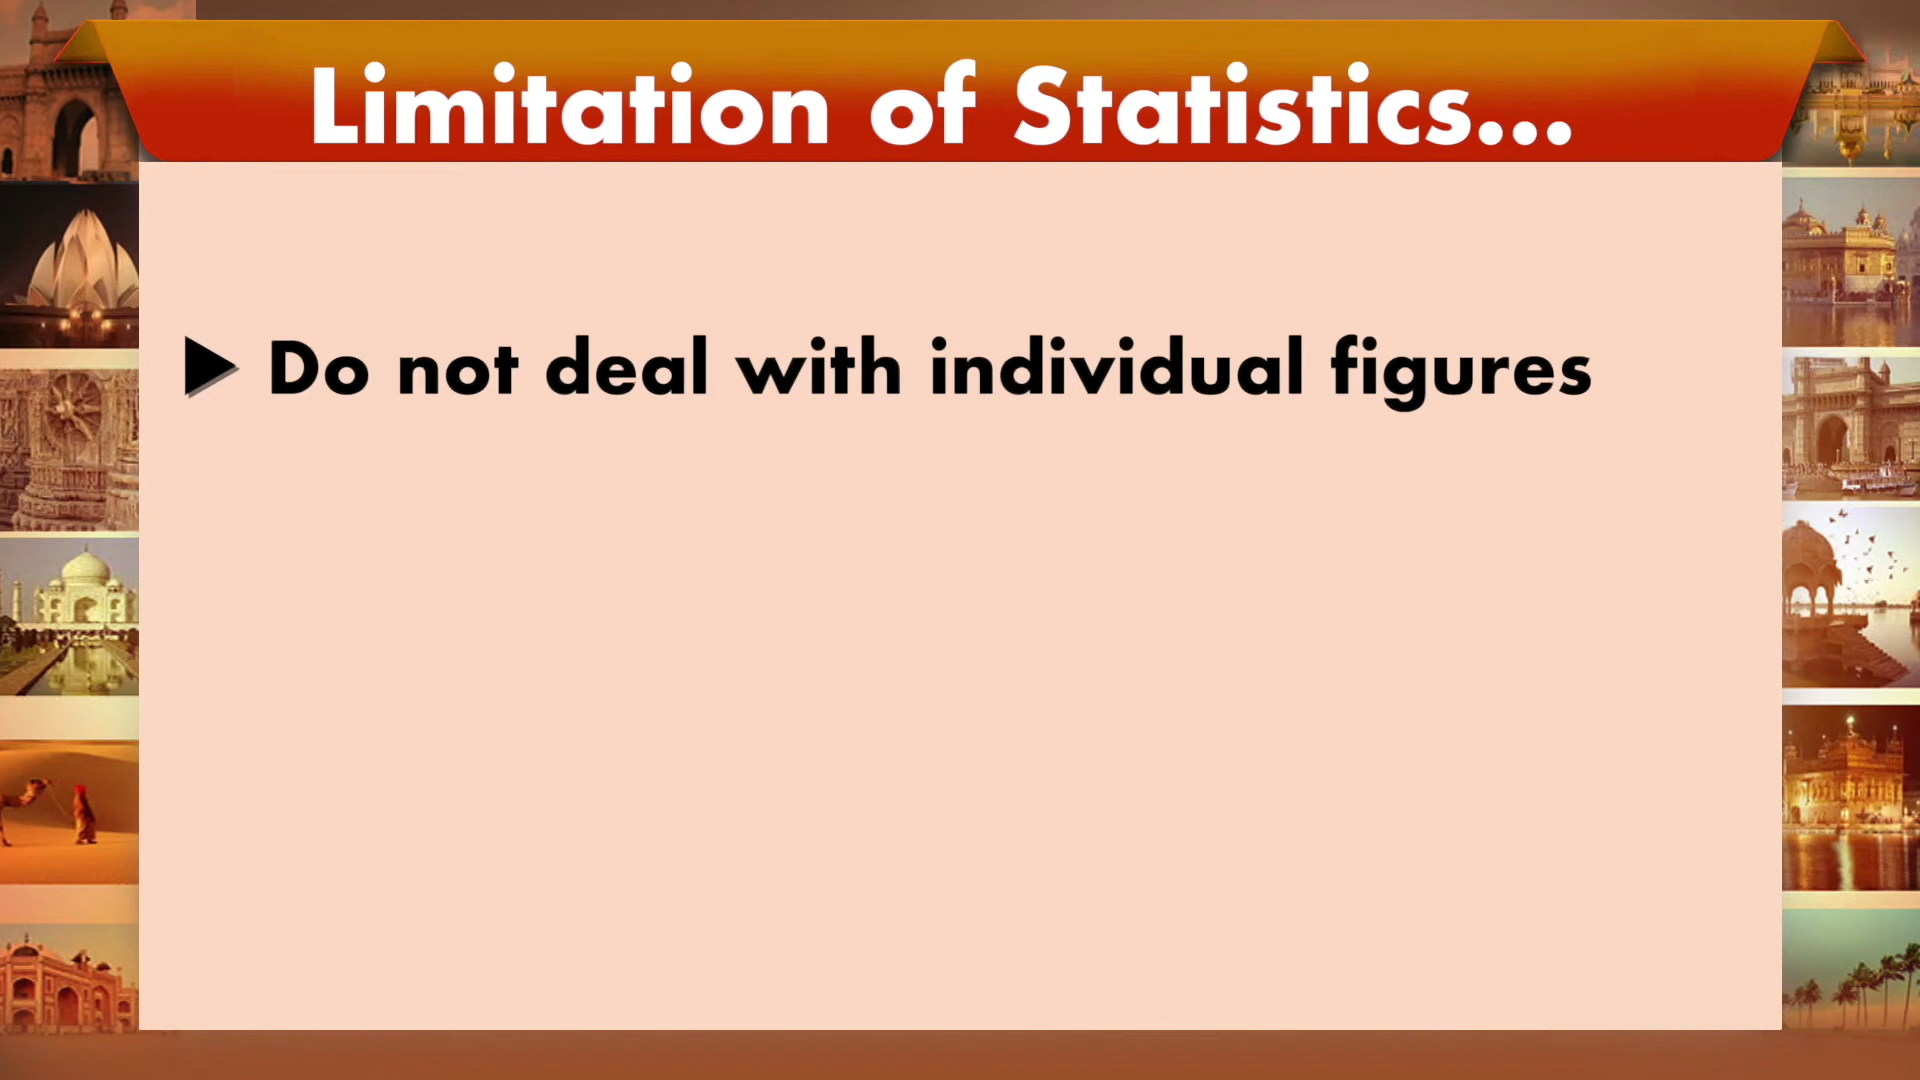 Limitation of Statistics...
Do not deal with individual figures